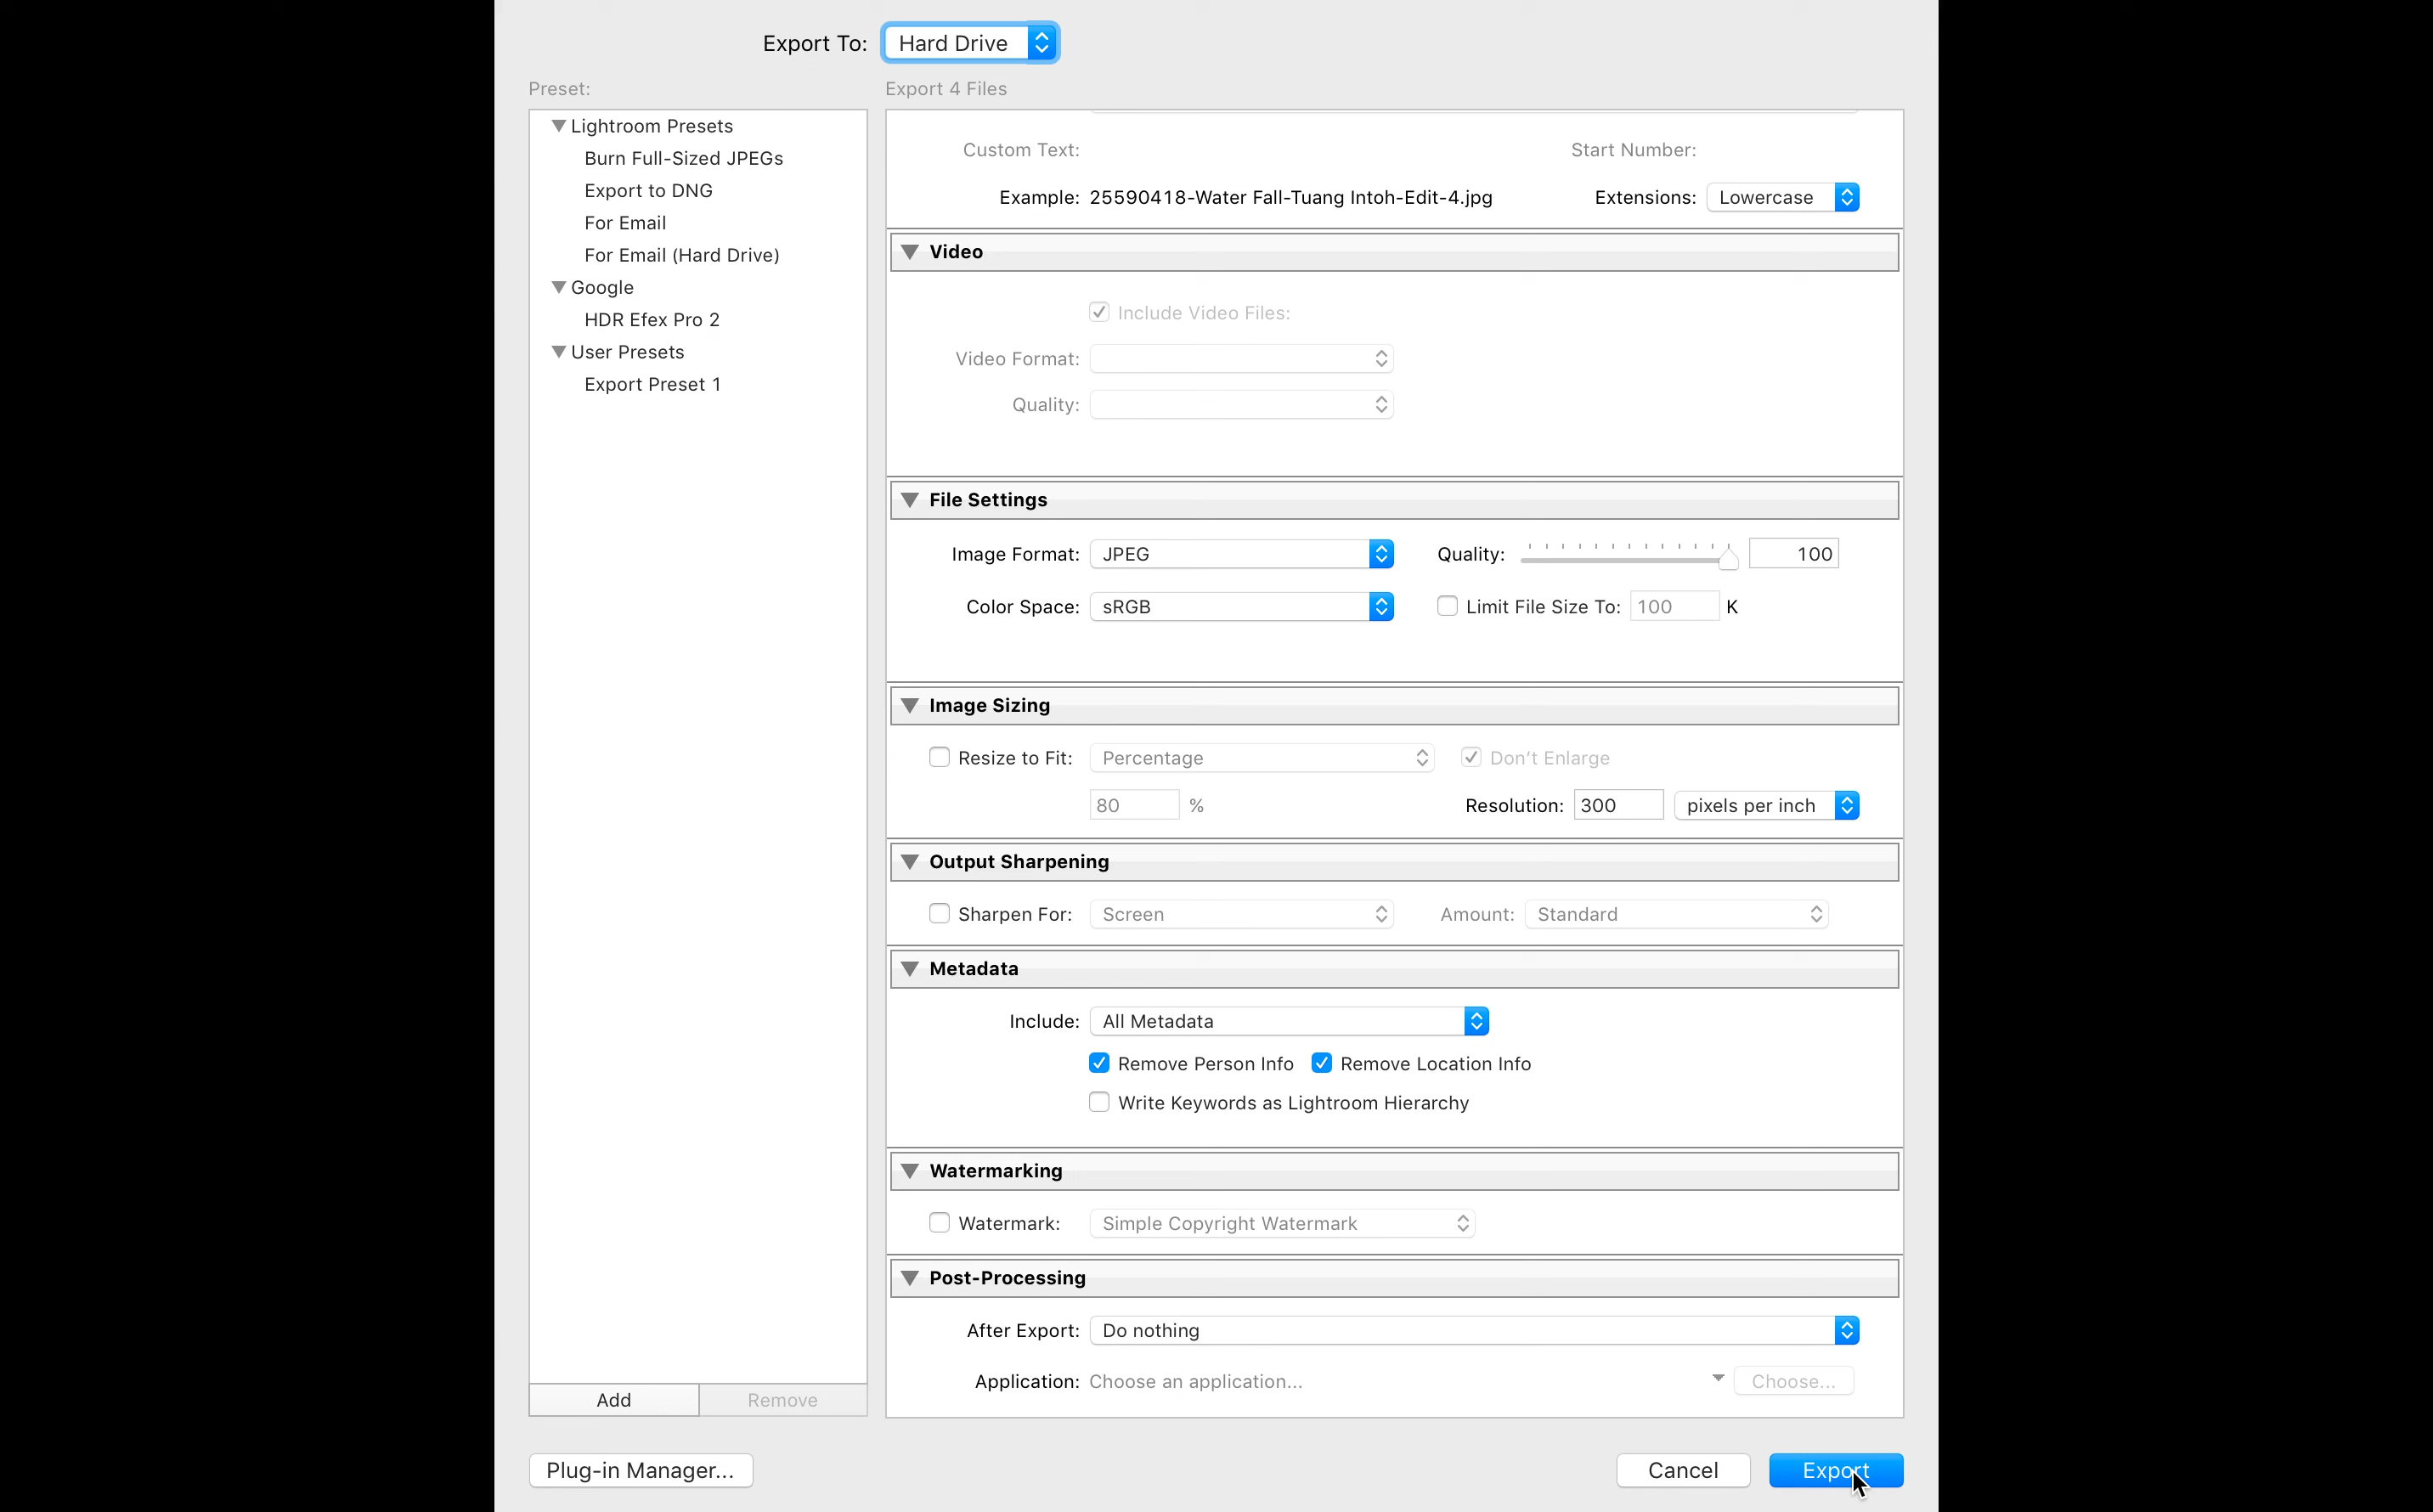 Export To: Hard Drive
Preset:
Lightroom Presets
Burn Full-Sized JPEGs
Export to DNG
For Email
For Email (Hard Drive)
Google
HDR Efex Pro 2
User Presets
Export Preset 1
Add Remove
Plug-in Manager...
Export 4 Files
Custom Text: Start Number:
Example: 25590418-Water Fall-Tuang Intoh-Edit-4.jpg Extensions: Lowercase
Video
Include Video Files:
Video Format:
Quality:
File Settings
Image Format: JPEG Quality: 100
Color Space: sRGB Limit File Size To: 100 K
Image Sizing
Resize to Fit: Percentage Don't Enlarge
80 % Resolution: 300 pixels per inch
Output Sharpening
Sharpen For: Screen Amount: Standard
Metadata
Include: All Metadata
Remove Person Info Remove Location Info
Write Keywords as Lightroom Hierarchy
Watermarking
Watermark: Simple Copyright Watermark
Post-Processing
After Export: Do nothing
Application: Choose an application... Choose...
Cancel Export